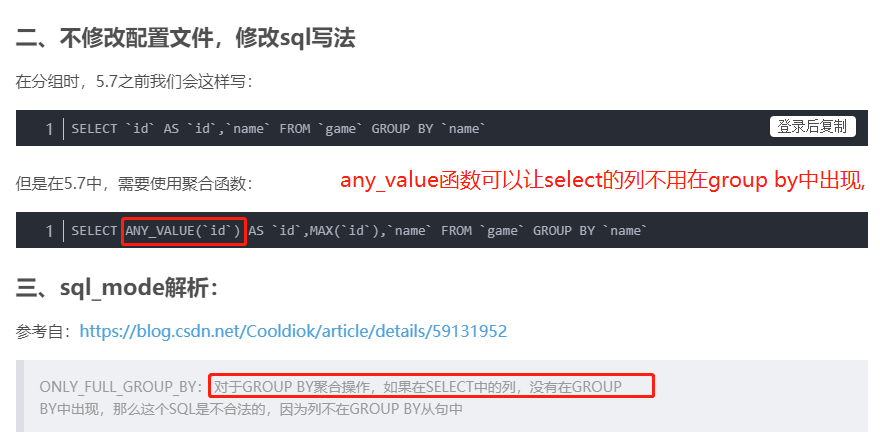 二、不修改配置文件，修改sql写法
在分组时，5.7之前我们会这样写：
1 SELECT `id` AS `id`,`name` FROM `game` GROUP BY `name`
登录后复制
但是在5.7中，需要使用聚合函数：
any_value函数可以让select的列不用在group by中出现,
1 SELECT ANY_VALUE(`id`) AS `id`,MAX(`id`),`name` FROM `game` GROUP BY `name`
三、sql_mode解析：
参考自：https://blog.csdn.net/Cooldiok/article/details/59131952
ONLY_FULL_GROUP_BY：对于GROUP BY聚合操作，如果在SELECT中的列，没有在GROUP
BY中出现，那么这个SQL是不合法的，因为列不在GROUP BY从句中